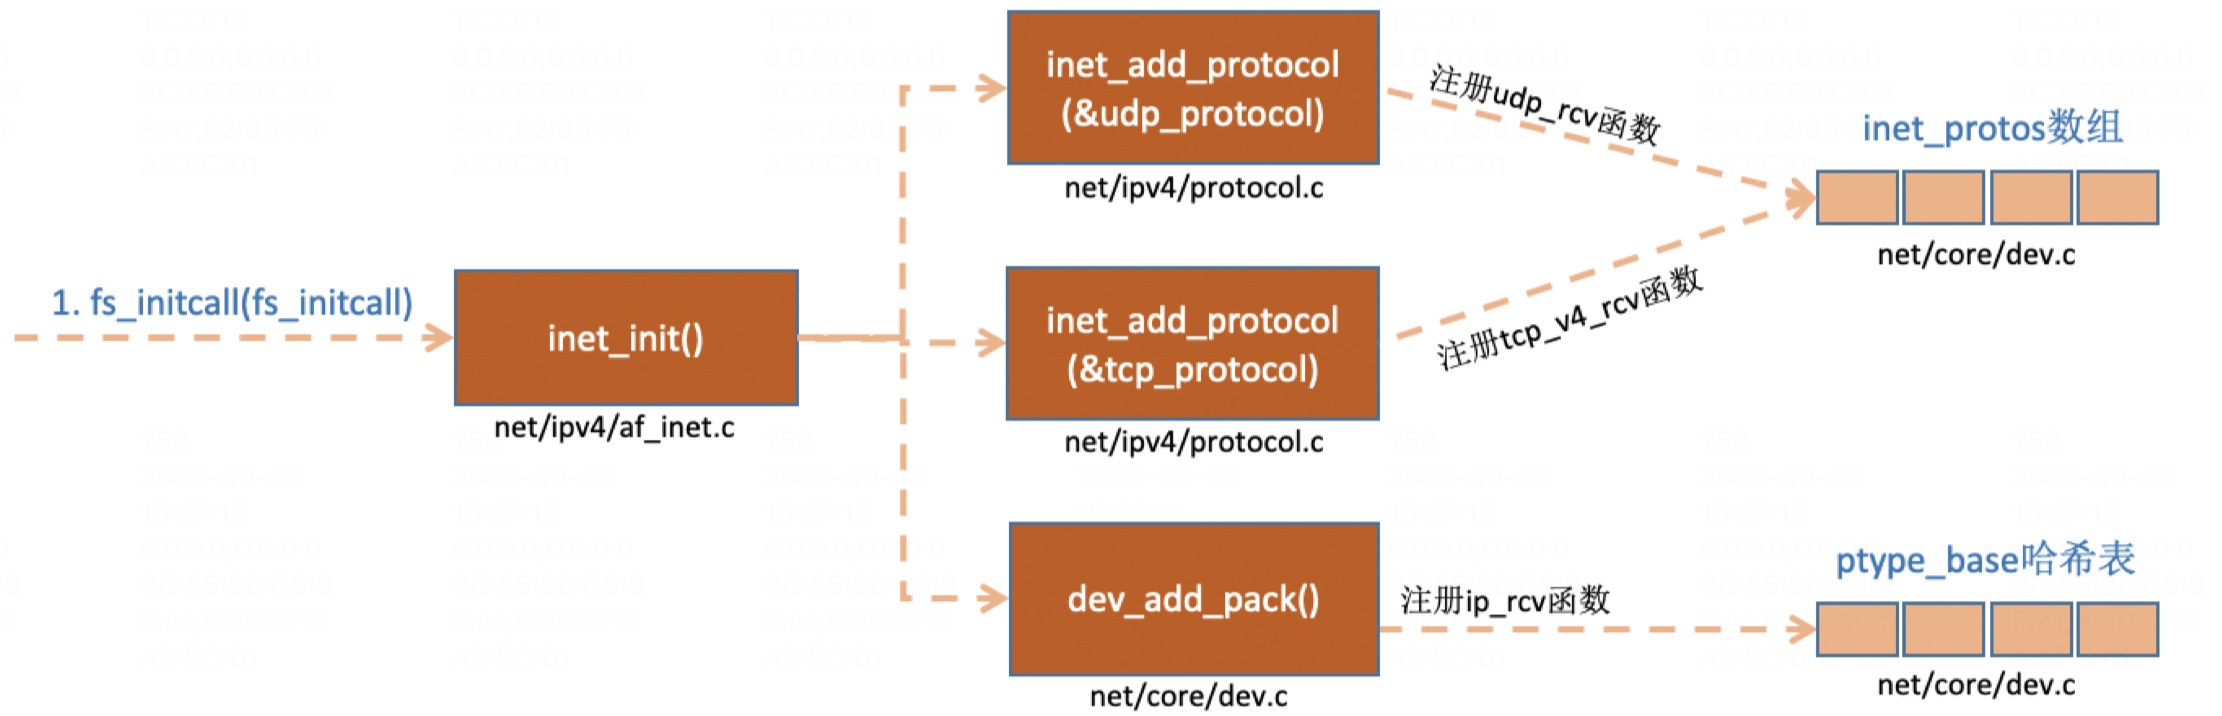 inet_add_protocol
(&udp_protocol)
net/ipv4/protocol.c
注册udp_rcv函数
inet_protos数组
net/core/dev.c
1. fs_initcall(fs_initcall)
inet_init()
net/ipv4/af_inet.c
inet_add_protocol
(&tcp_protocol)
net/ipv4/protocol.c
注册tcp_v4_rcv函数
dev_add_pack()
net/core/dev.c
注册ip_rcv函数
ptype_base哈希表
net/core/dev.c